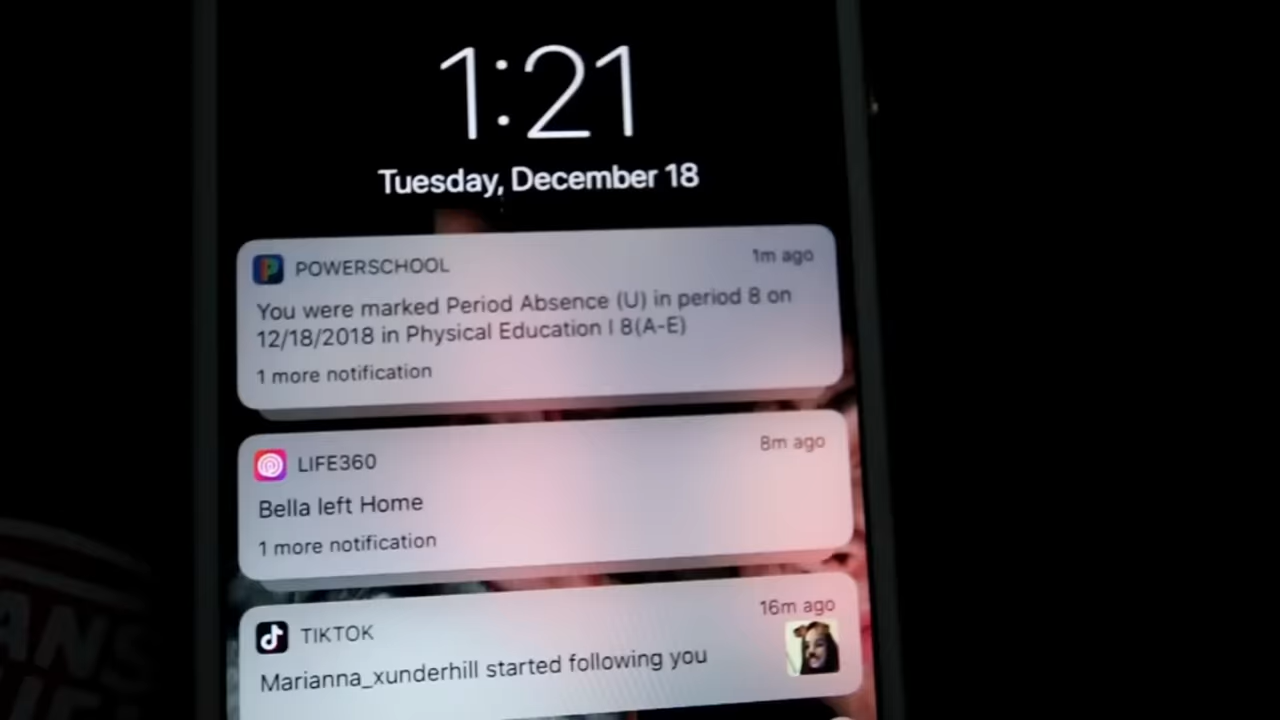 1:21
Tuesday, December 18
POWERSCHOOL
1m ago
You were marked Period Absence (U) in period 8 on
12/18/2018 in Physical Education I 8(A-E)
1 more notification
LIFE360
8m ago
Bella left Home
1 more notification
TIKTOK
16m ago
Marianna_xunderhill started following you